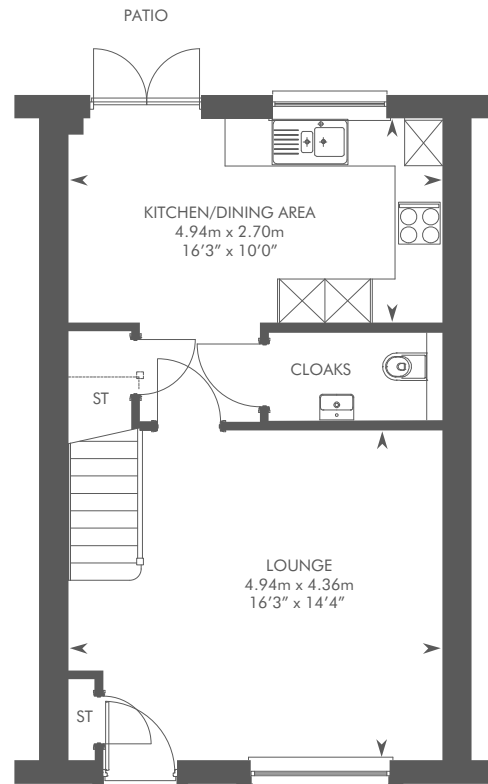 PATIO
KITCHEN/DINING AREA
4.94m x 2.70m
16’3” x 10’0”
CLOAKS
ST
LOUNGE
4.94m x 4.36m
16’3” x 14’4”
ST